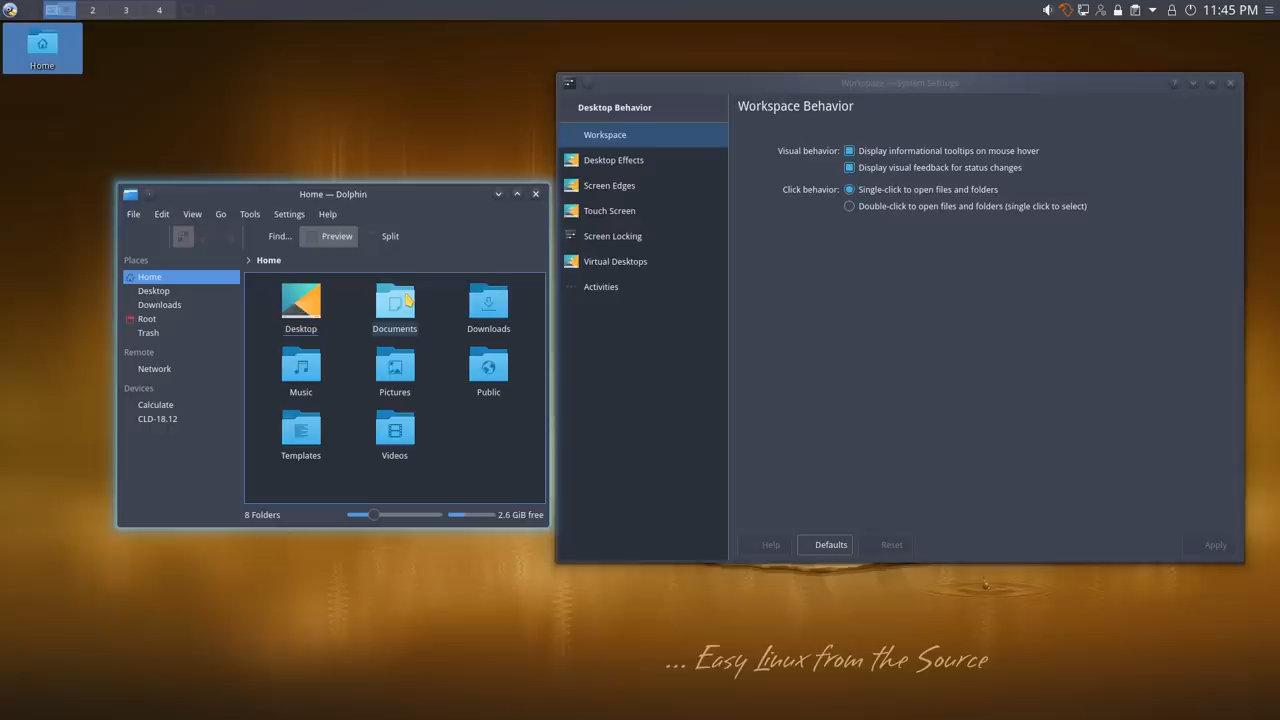 2 3 4 11:45 PM
Home
Workspace — System Settings
Desktop Behavior
Workspace
Desktop Effects
Screen Edges
Touch Screen
Screen Locking
Virtual Desktops
Activities
Workspace Behavior
Visual behavior: Display informational tooltips on mouse hover
Display visual feedback for status changes
Click behavior: Single-click to open files and folders
Double-click to open files and folders (single click to select)
Help Defaults Reset Apply
Home — Dolphin
File Edit View Go Tools Settings Help
Find... Preview Split
Places
Home
Desktop
Downloads
Root
Trash
Remote
Network
Devices
Calculate
CLD-18.12
> Home
Desktop Documents Downloads
Music Pictures Public
Templates Videos
8 Folders 2.6 GiB free
... Easy Linux from the Source